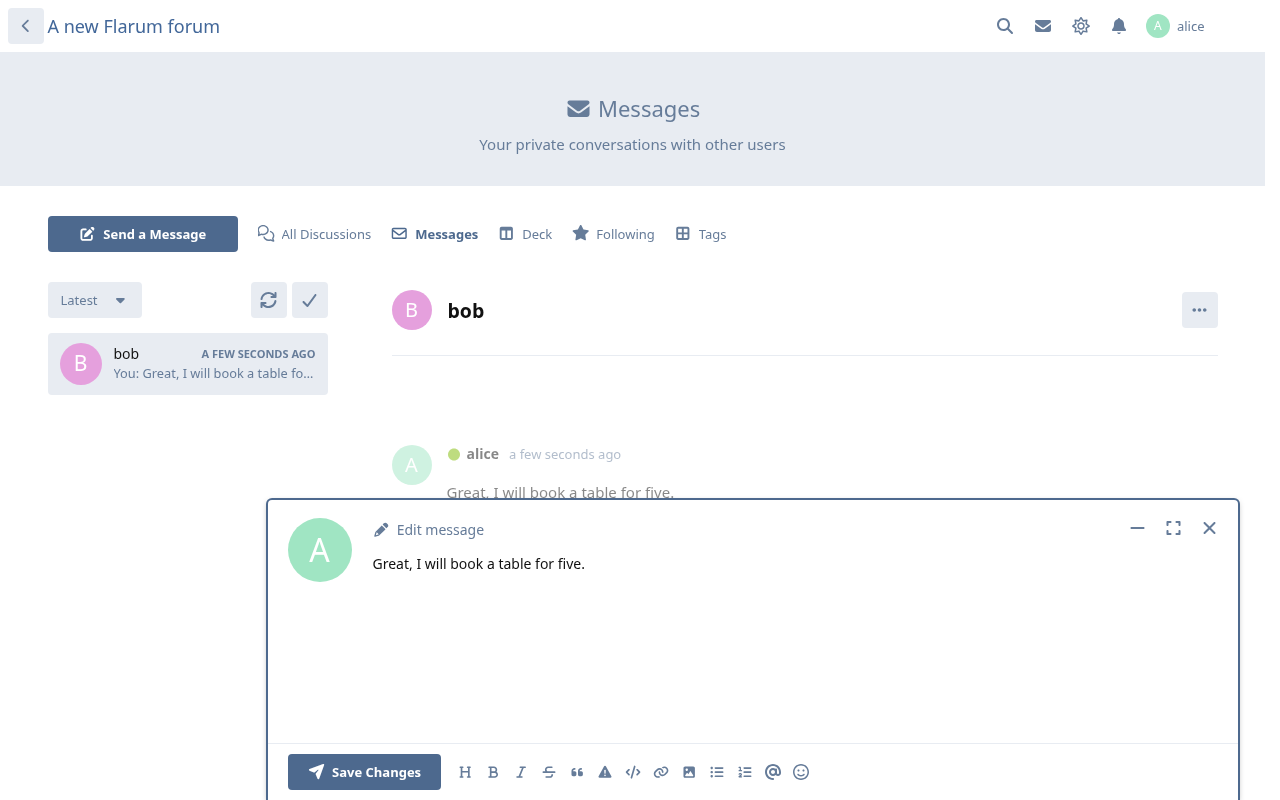 A new Flarum forum
A alice
Messages
Your private conversations with other users
Send a Message
All Discussions
Messages
Deck
Following
Tags
Latest
B bob
B bob A FEW SECONDS AGO
You: Great, I will book a table fo...
A alice a few seconds ago
Great, I will book a table for five.
A Edit message
Great, I will book a table for five.
Save Changes